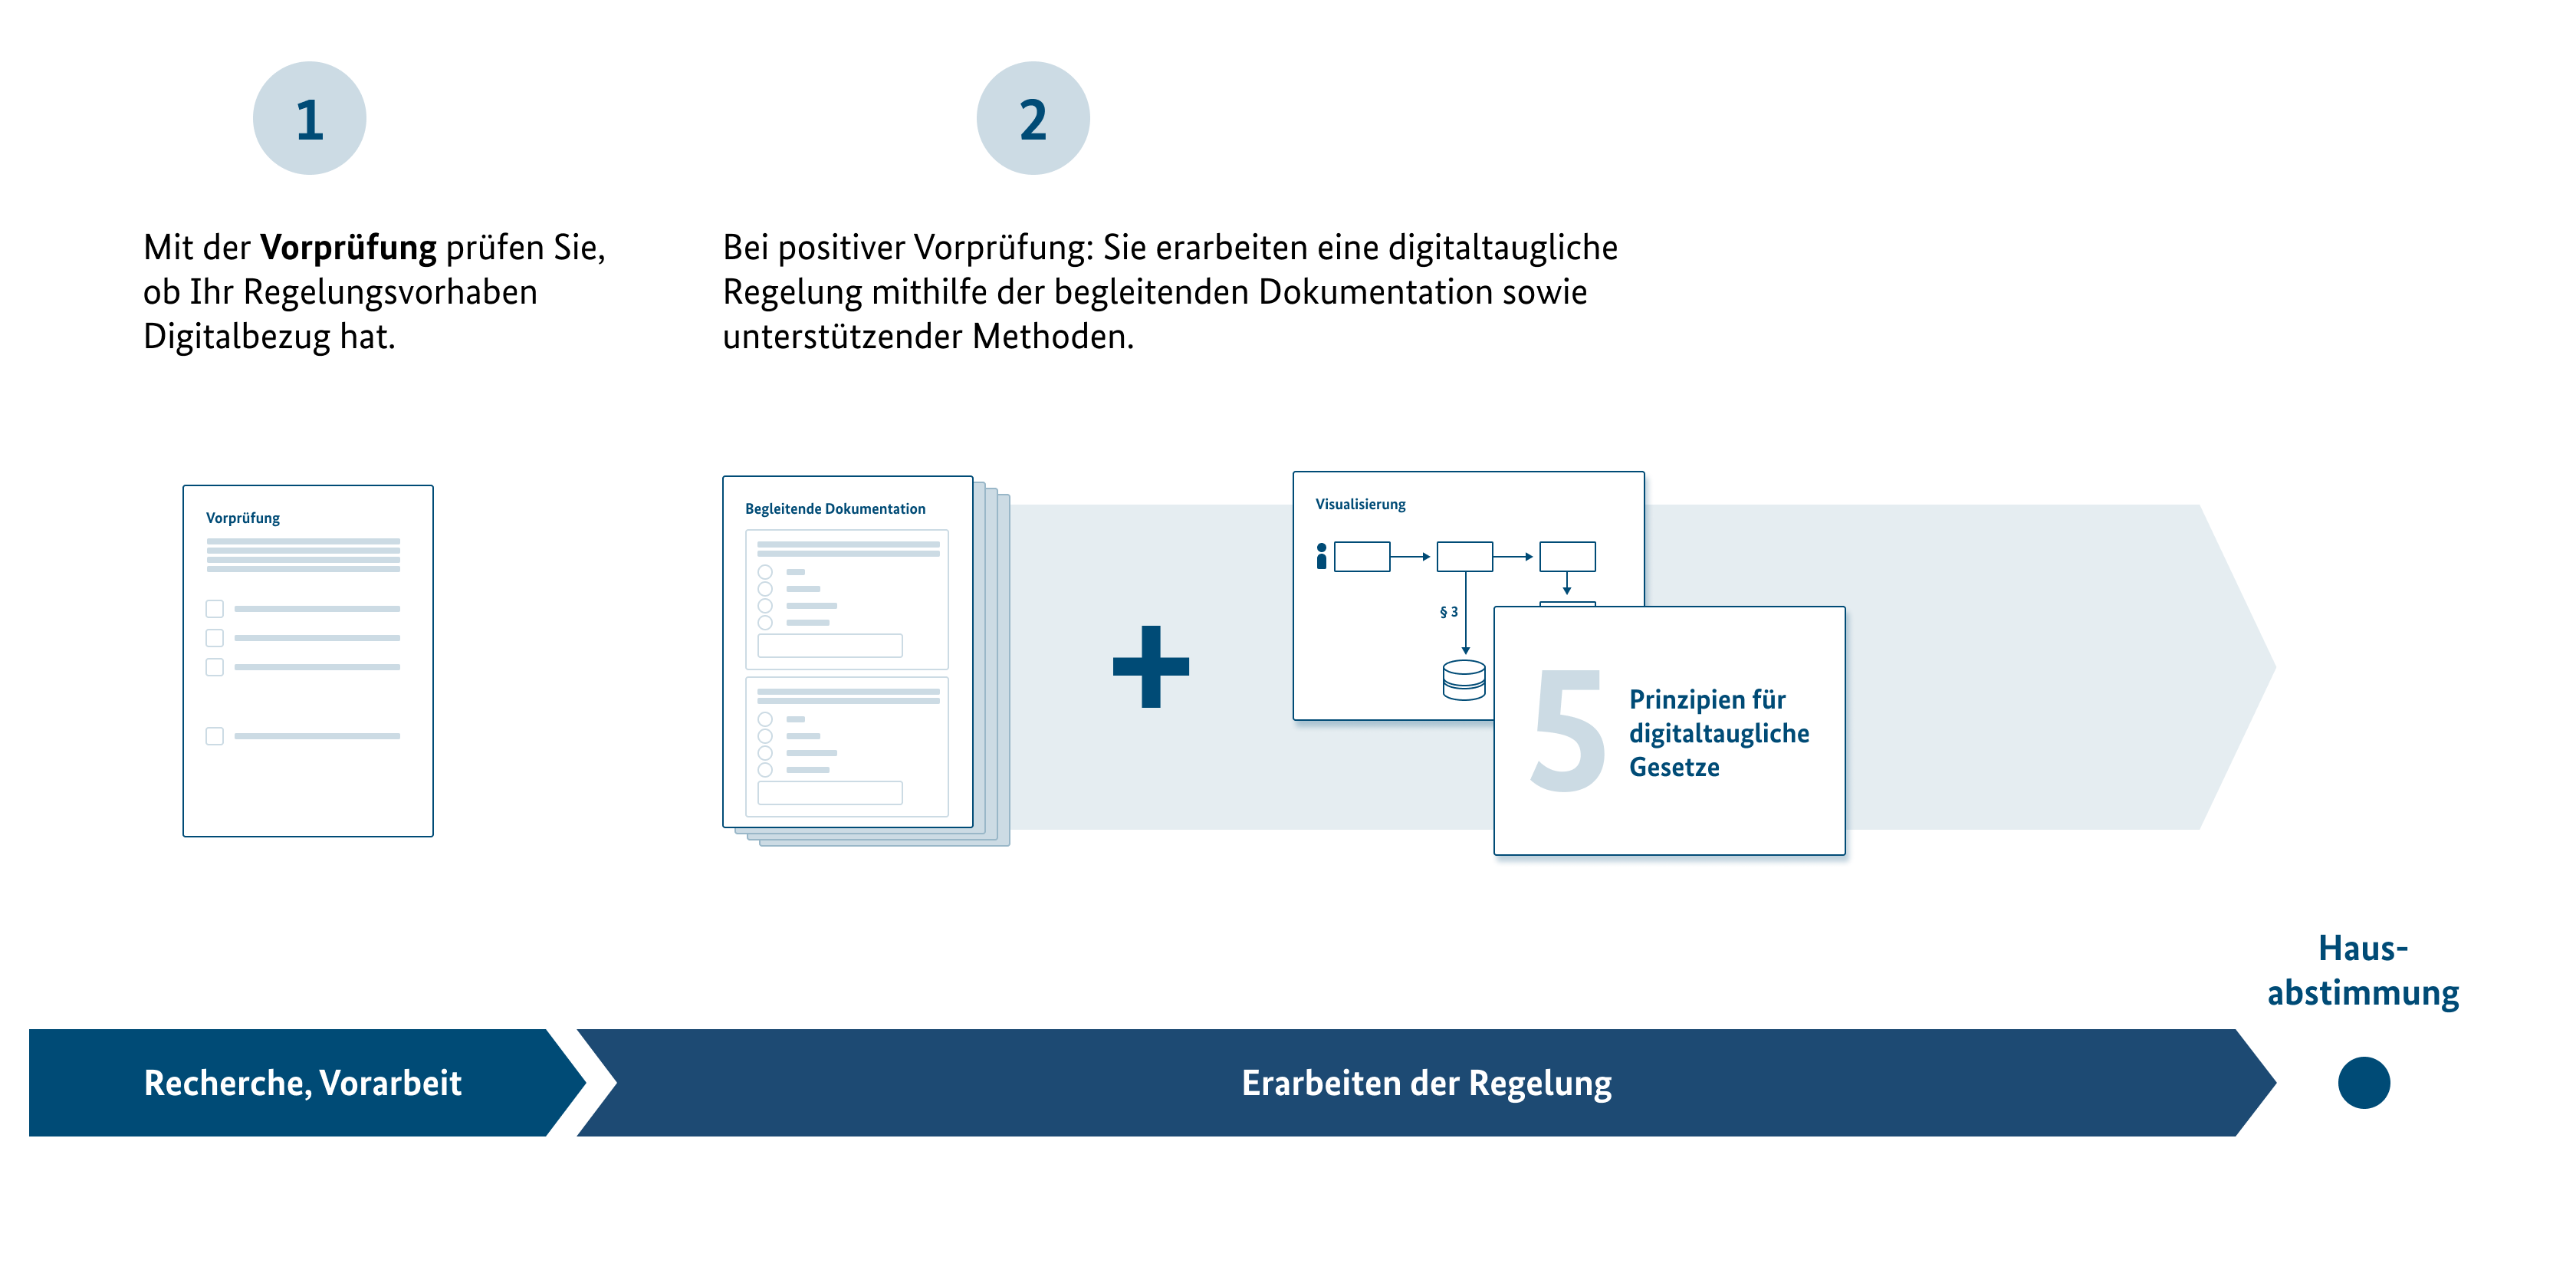 1
Mit der Vorprüfung prüfen Sie,
ob Ihr Regelungsvorhaben
Digitalbezug hat.
2
Bei positiver Vorprüfung: Sie erarbeiten eine digitaltaugliche
Regelung mithilfe der begleitenden Dokumentation sowie
unterstützender Methoden.
Vorprüfung
Begleitende Dokumentation
Visualisierung
§ 3
5
Prinzipien für
digitaltaugliche
Gesetze
Haus-
abstimmung
Recherche, Vorarbeit
Erarbeiten der Regelung